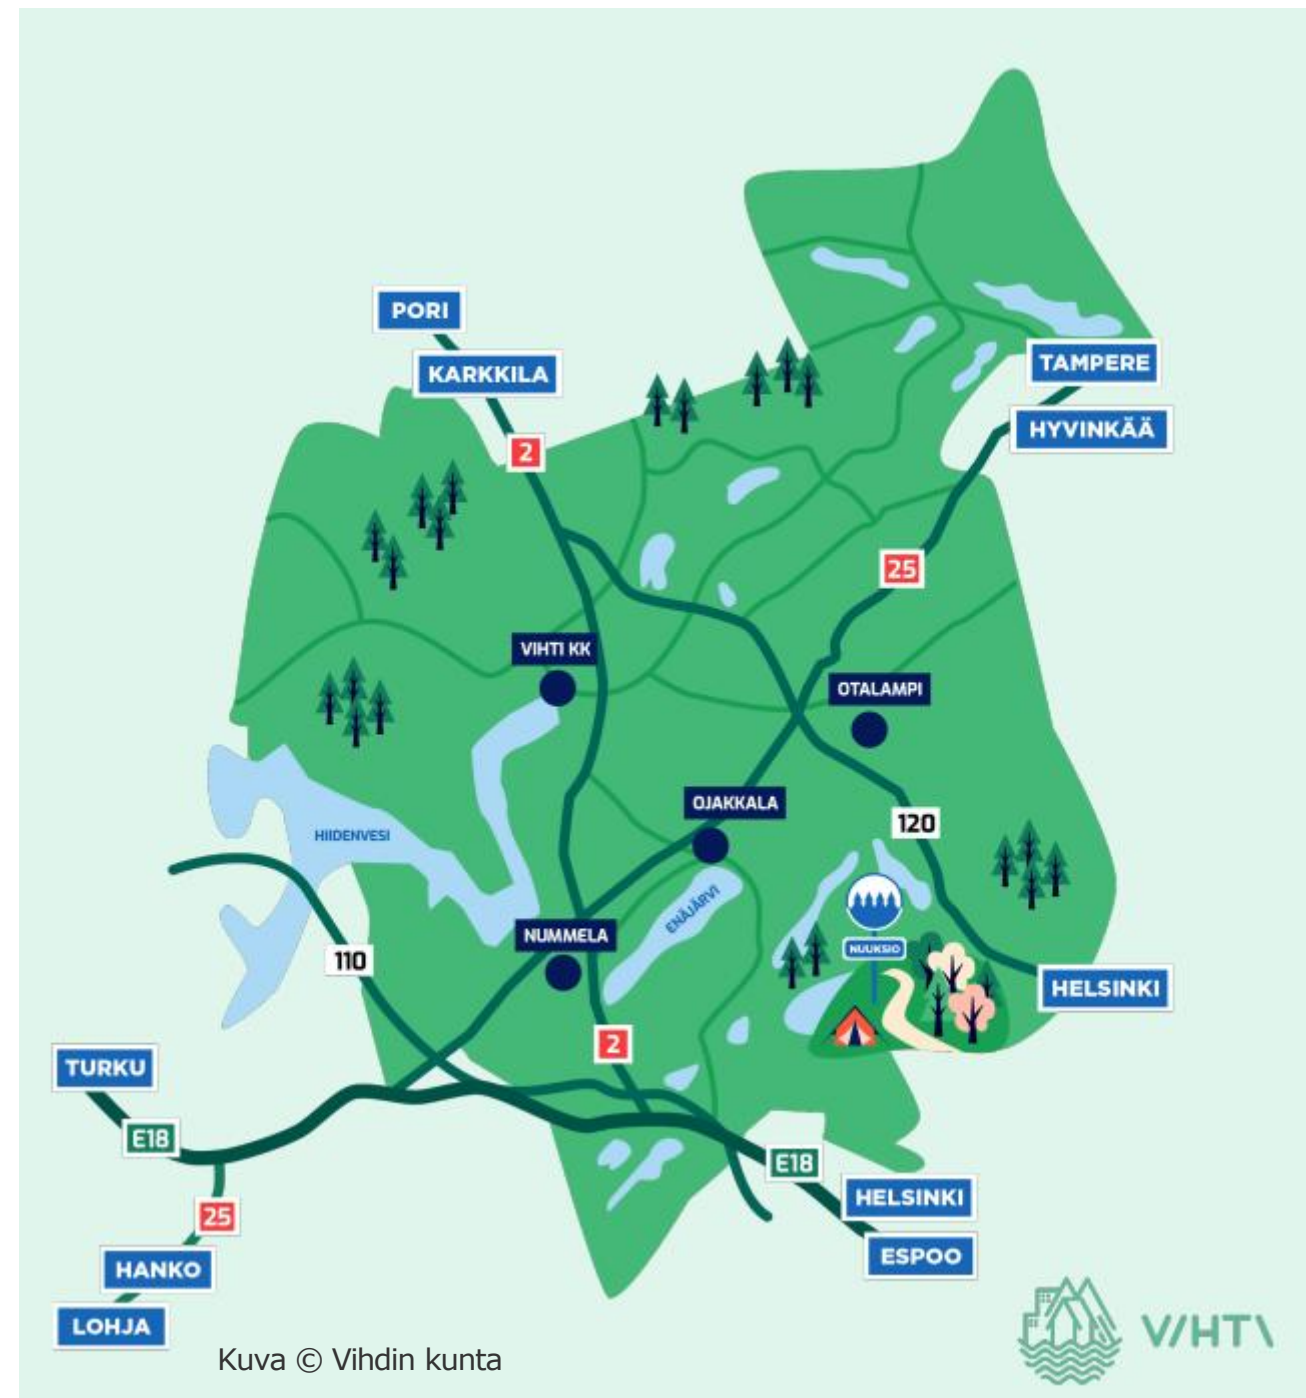 PORI
KARKKILA
TAMPERE
HYVINKÄÄ
2
25
VIHTI KK
OTALAMPI
OJAKKALA
120
HIIDENVESI
ENÄJÄRVI
NUMMELA
NUUKSIO
110
HELSINKI
2
TURKU
E18
E18
25
HELSINKI
ESPOO
HANKO
LOHJA
VIHTI
Kuva © Vihdin kunta